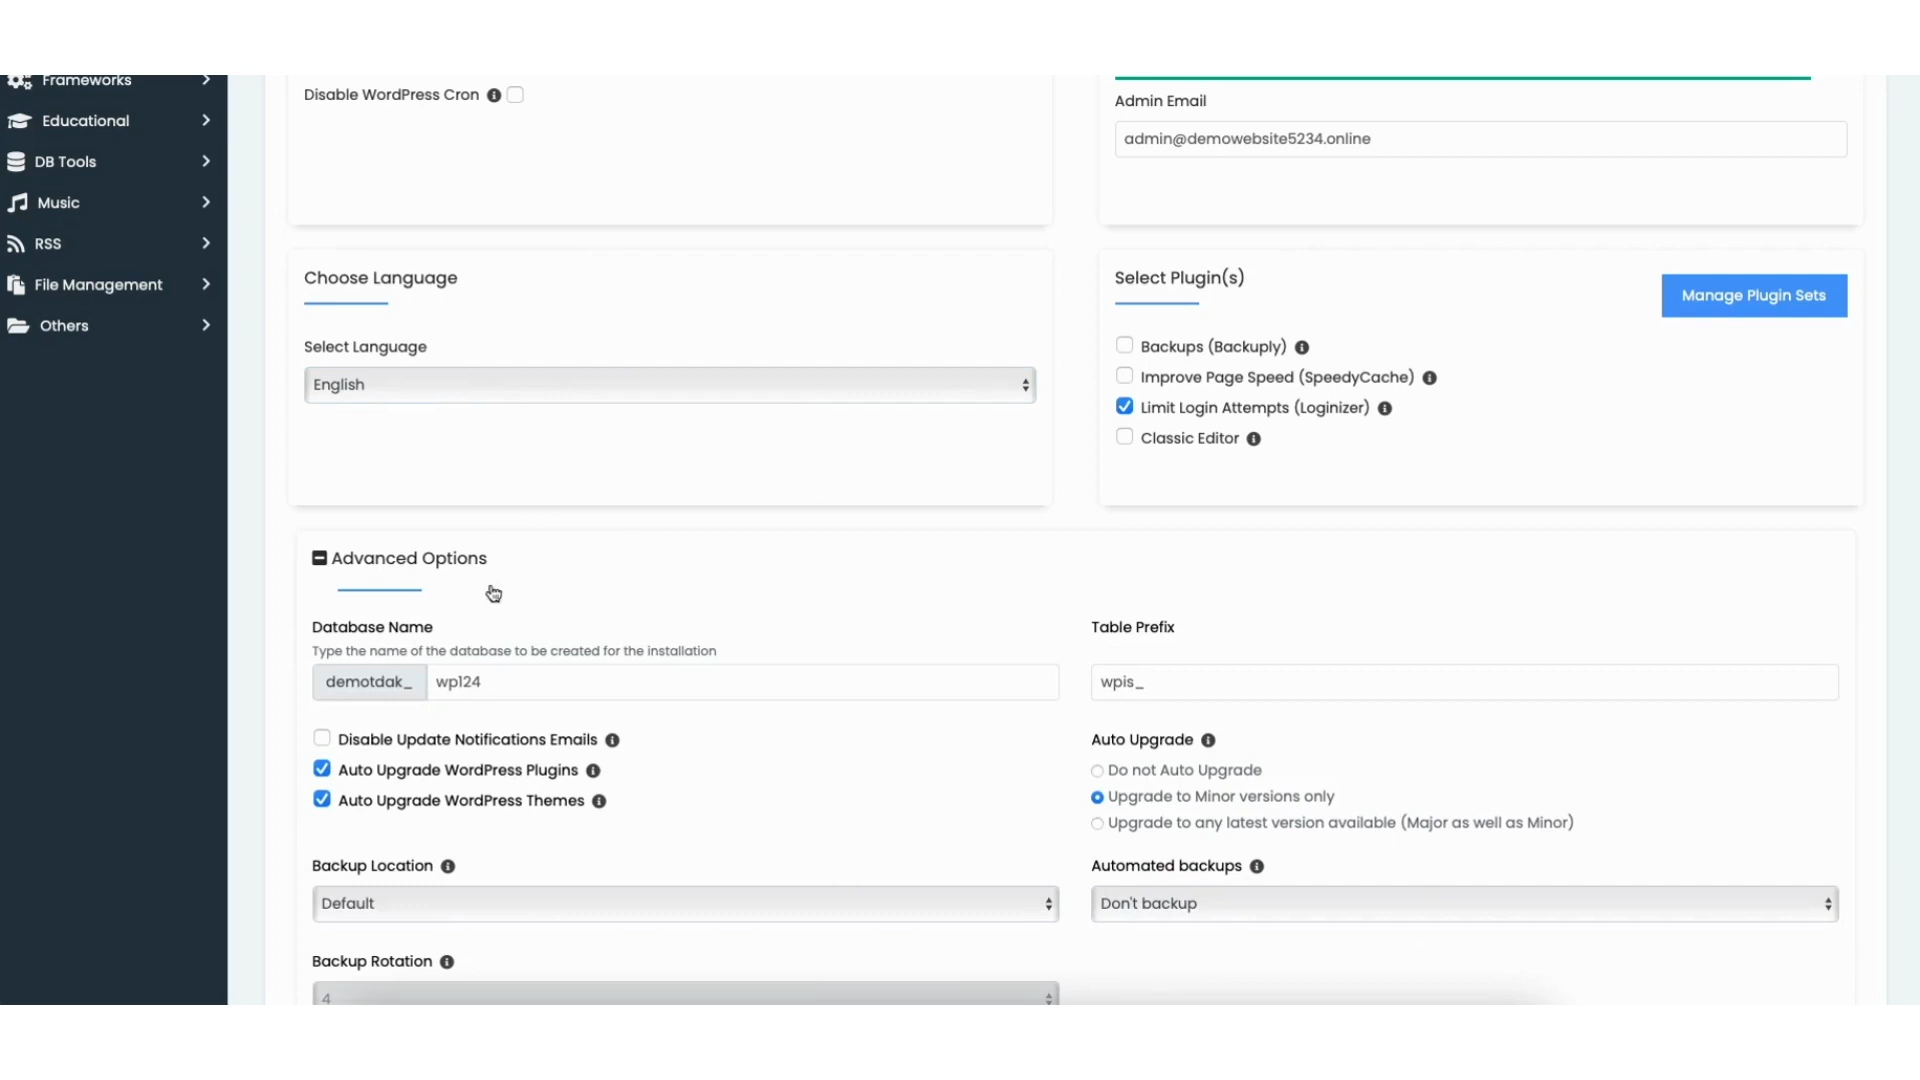 Frameworks
Educational
DB Tools
Music
RSS
File Management
Others
Disable WordPress Cron
Admin Email
admin@demowebsite5234.online
Choose Language
Select Language
English
Select Plugin(s)
Manage Plugin Sets
Backups (Backuply)
Improve Page Speed (SpeedyCache)
Limit Login Attempts (Loginizer)
Classic Editor
Advanced Options
Database Name
Type the name of the database to be created for the installation
demotdak_ wp124
Table Prefix
wpis_
Disable Update Notifications Emails
Auto Upgrade WordPress Plugins
Auto Upgrade WordPress Themes
Auto Upgrade
Do not Auto Upgrade
Upgrade to Minor versions only
Upgrade to any latest version available (Major as well as Minor)
Backup Location
Default
Automated backups
Don't backup
Backup Rotation
4